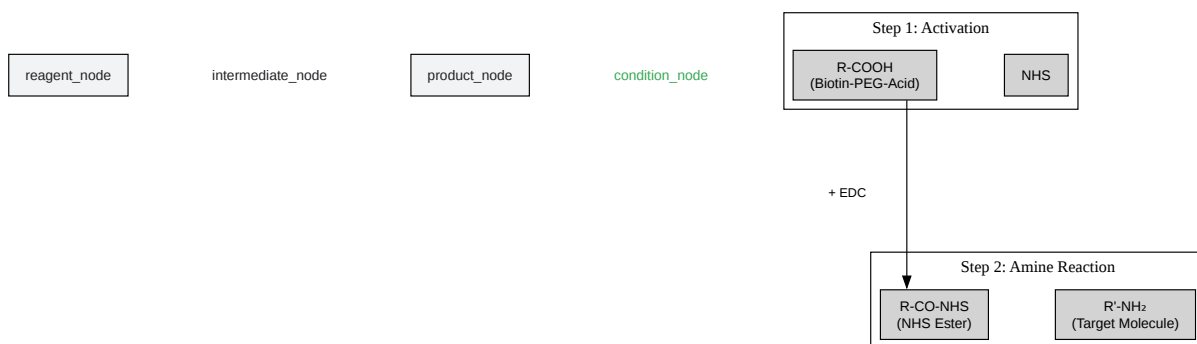 Step 1: Activation
reagent_node
intermediate_node
product_node
condition_node
R-COOH
(Biotin-PEG-Acid)
NHS
+ EDC
Step 2: Amine Reaction
R-CO-NHS
(NHS Ester)
R'-NH₂
(Target Molecule)